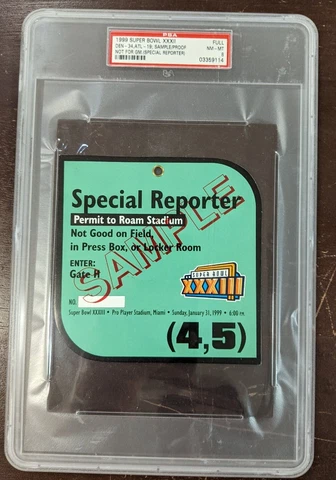 PSA
1999 SUPER BOWL XXXIII FULL
DEN - 34, ATL - 19; SAMPLE/PROOF NM - MT
NOT FOR GM (SPECIAL REPORTER) 8
03359114
Special Reporter
Permit to Roam Stadium
Not Good on Field,
in Press Box, or Locker Room
ENTER:
Gate H
SAMPLE
SUPER BOWL
XXXIII
NO.
Super Bowl XXXIII • Pro Player Stadium, Miami • Sunday, January 31, 1999 • 6:00 PM
(4,5)